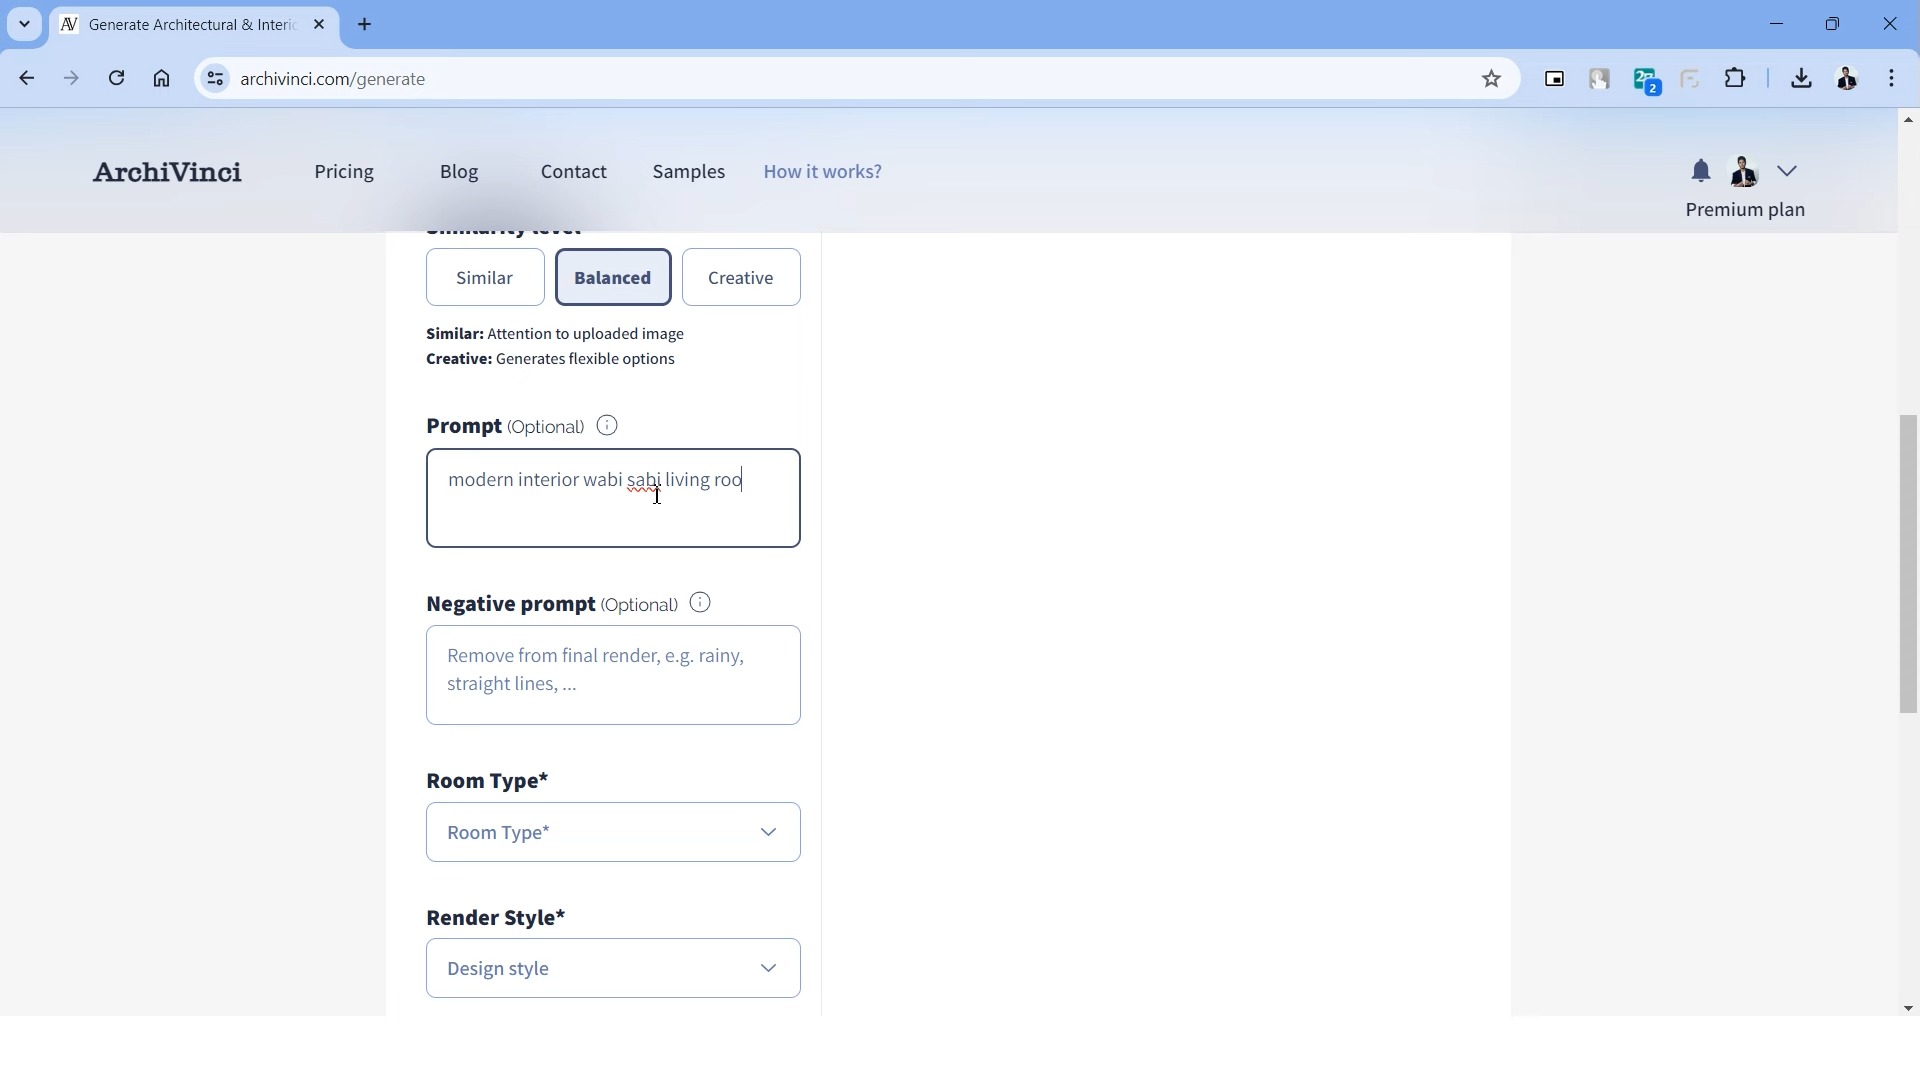 Generate Architectural & Interic
archivinci.com/generate
2
ArchiVinci
Pricing
Blog
Contact
Samples
How it works?
Premium plan
Similarity level
Similar
Balanced
Creative
Similar: Attention to uploaded image
Creative: Generates flexible options
Prompt (Optional)
modern interior wabi sabi living roo
Negative prompt (Optional)
Remove from final render, e.g. rainy,
straight lines, ...
Room Type*
Room Type*
Render Style*
Design style